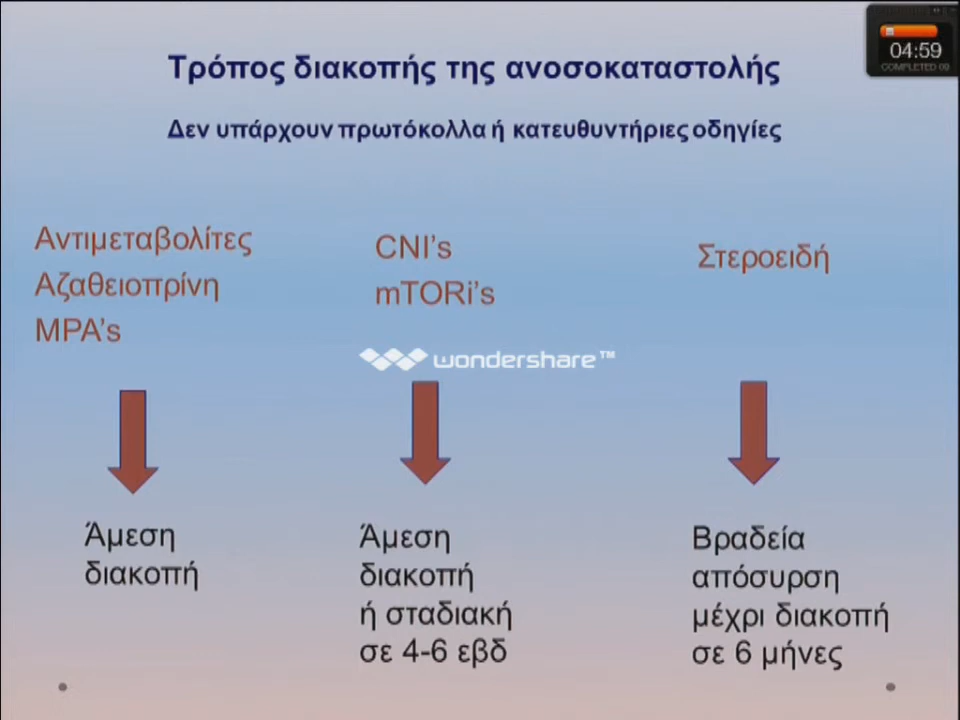 Τρόπος διακοπής της ανοσοκαταστολής
04:59
COMPLETED 00
Δεν υπάρχουν πρωτόκολλα ή κατευθυντήριες οδηγίες
Αντιμεταβολίτες
Αζαθειοπρίνη
MPA's
CNI's
mTORi's
Στεροειδή
wondershare™
Άμεση
διακοπή
Άμεση
διακοπή
ή σταδιακή
σε 4-6 εβδ
Βραδεία
απόσυρση
μέχρι διακοπή
σε 6 μήνες